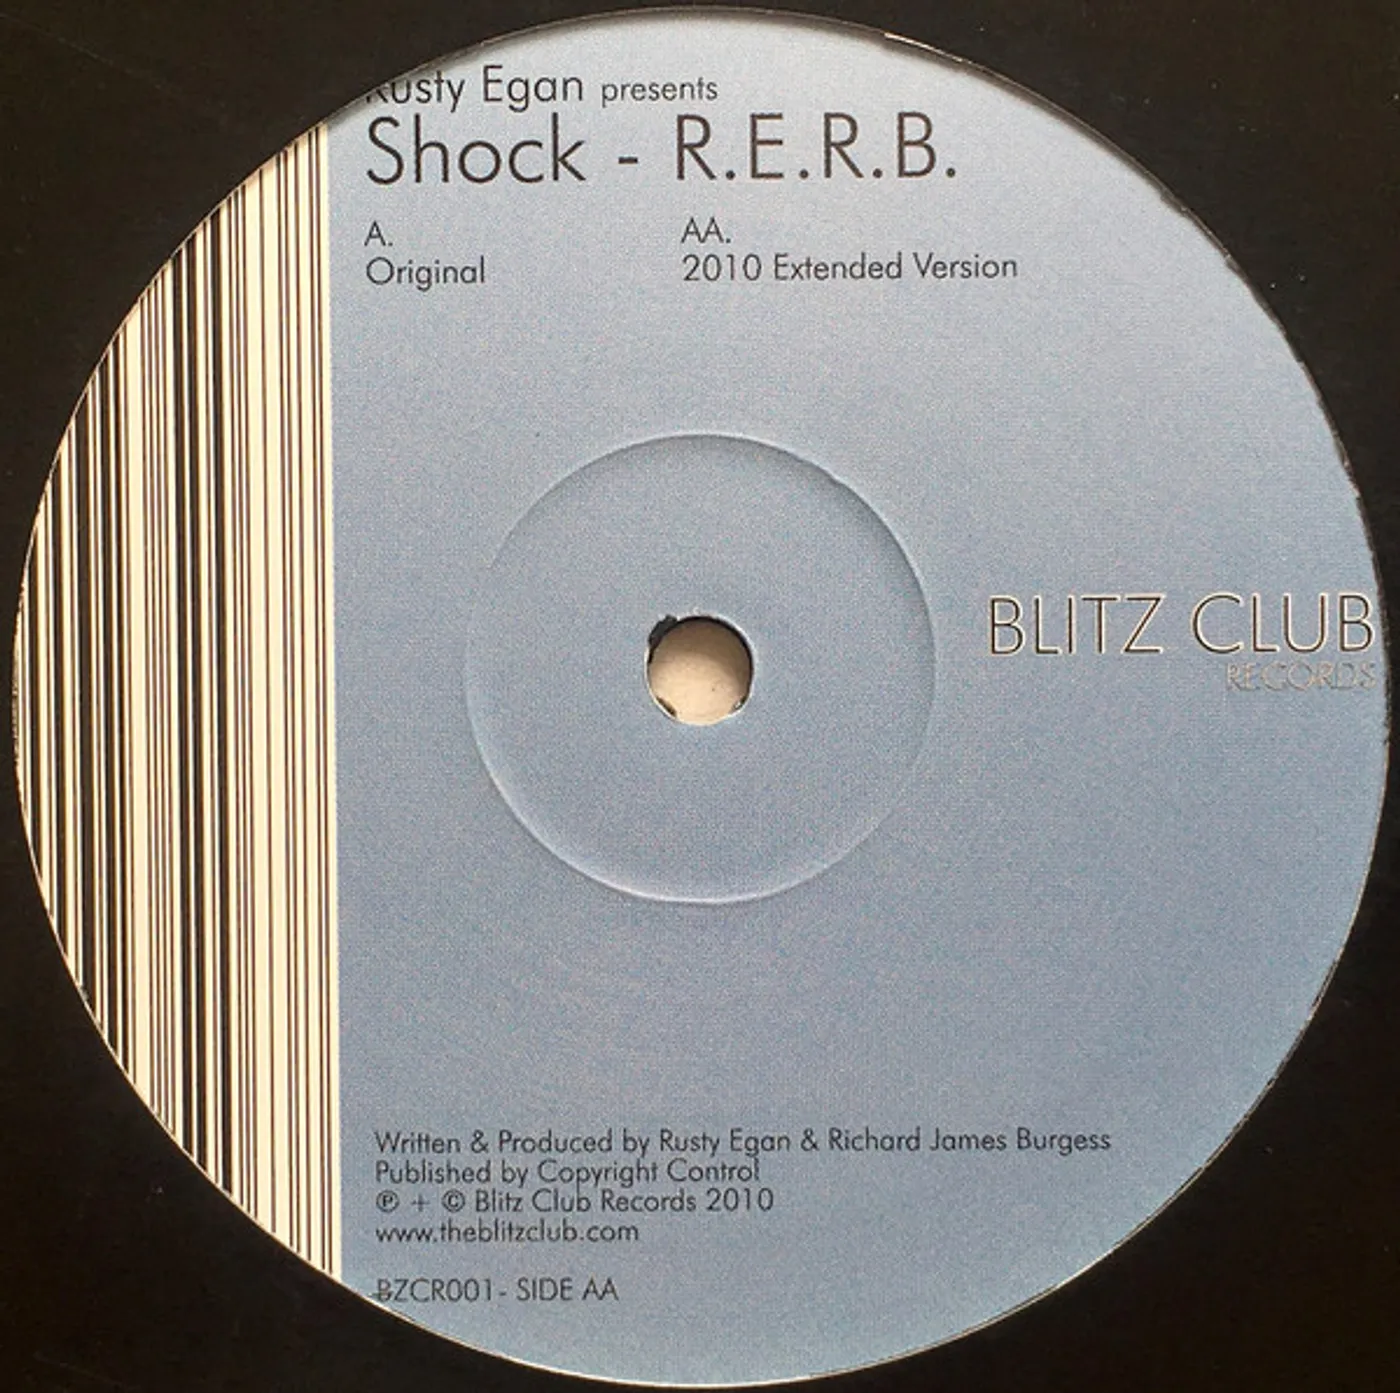 Rusty Egan presents
Shock - R.E.R.B.
A.
Original
AA.
2010 Extended Version
BLITZ CLUB
RECORDS
Written & Produced by Rusty Egan & Richard James Burgess
Published by Copyright Control
℗ + © Blitz Club Records 2010
www.theblitzclub.com
BZCR001- SIDE AA